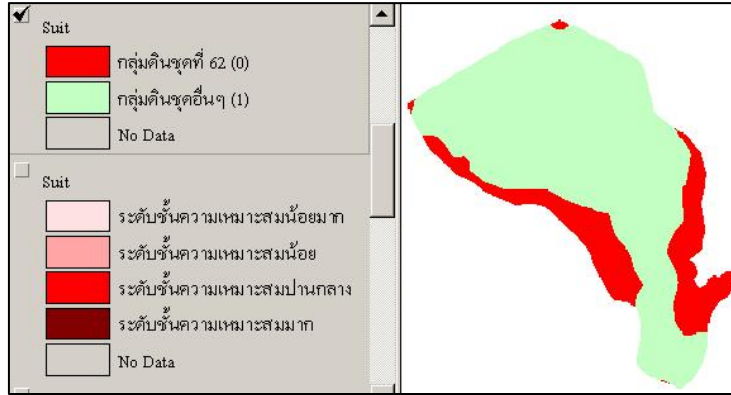 Suit
กลุ่มดินชุดที่ 62 (0)
กลุ่มดินชุดอื่นๆ (1)
No Data
Suit
ระดับชั้นความเหมาะสมน้อยมาก
ระดับชั้นความเหมาะสมน้อย
ระดับชั้นความเหมาะสมปานกลาง
ระดับชั้นความเหมาะสมมาก
No Data